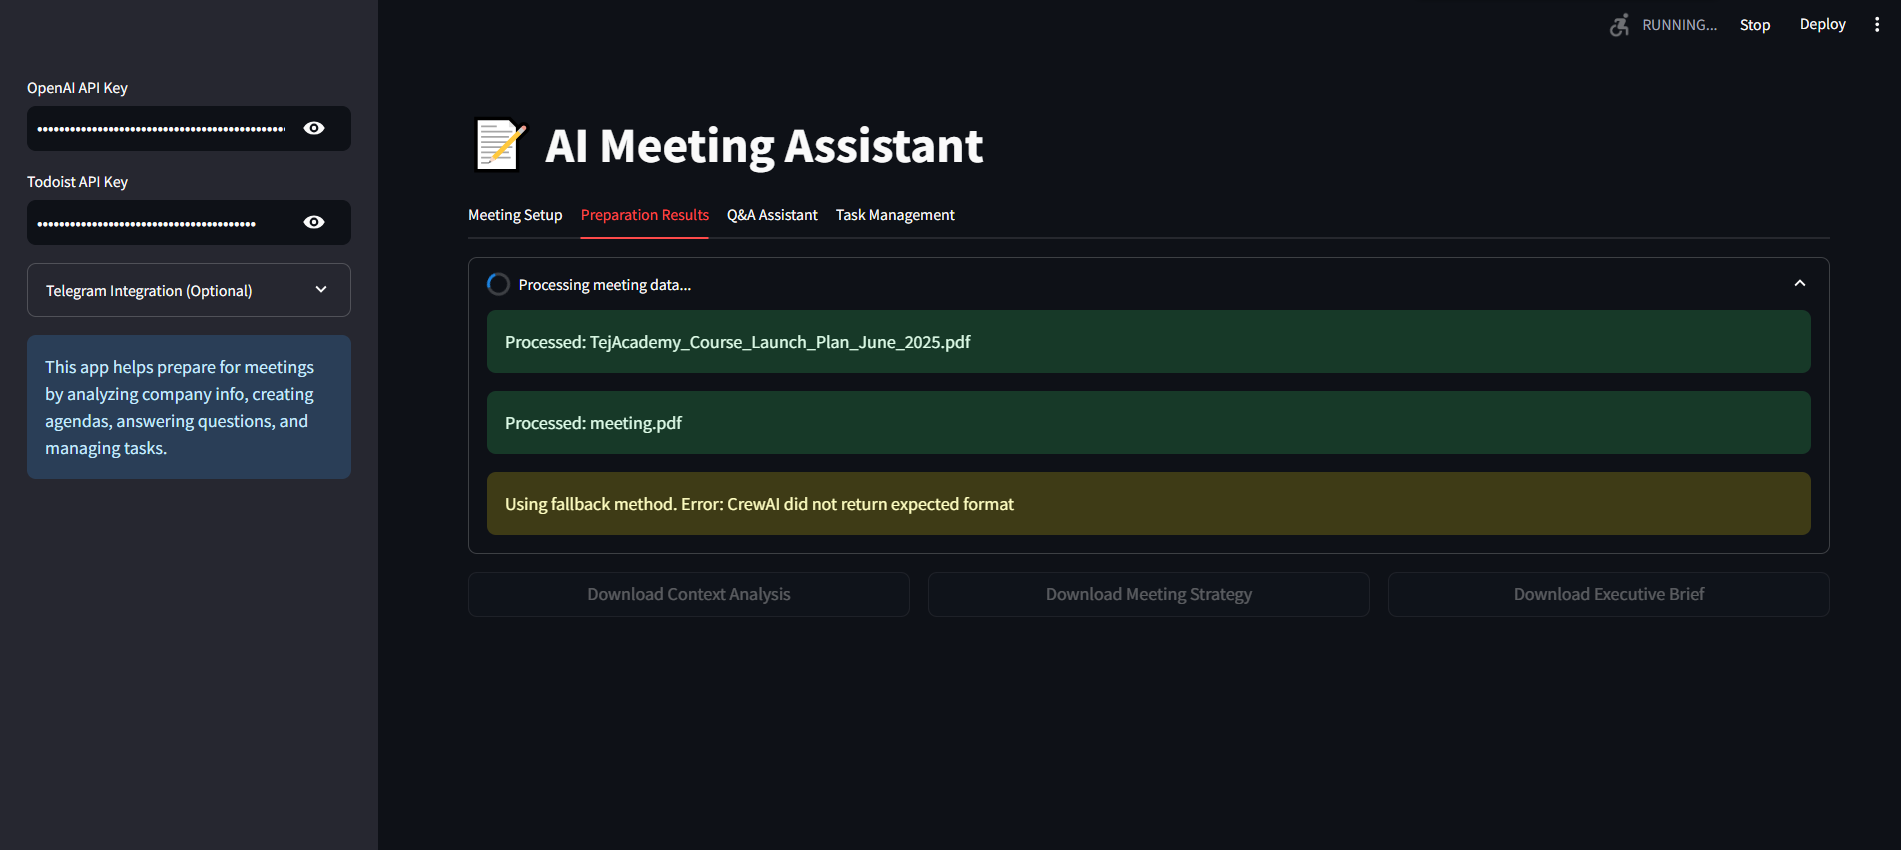 RUNNING...
Stop
Deploy
OpenAI API Key
Todoist API Key
Telegram Integration (Optional)
This app helps prepare for meetings
by analyzing company info, creating
agendas, answering questions, and
managing tasks.
AI Meeting Assistant
Meeting Setup
Preparation Results
Q&A Assistant
Task Management
Processing meeting data...
Processed: TejAcademy_Course_Launch_Plan_June_2025.pdf
Processed: meeting.pdf
Using fallback method. Error: CrewAI did not return expected format
Download Context Analysis
Download Meeting Strategy
Download Executive Brief